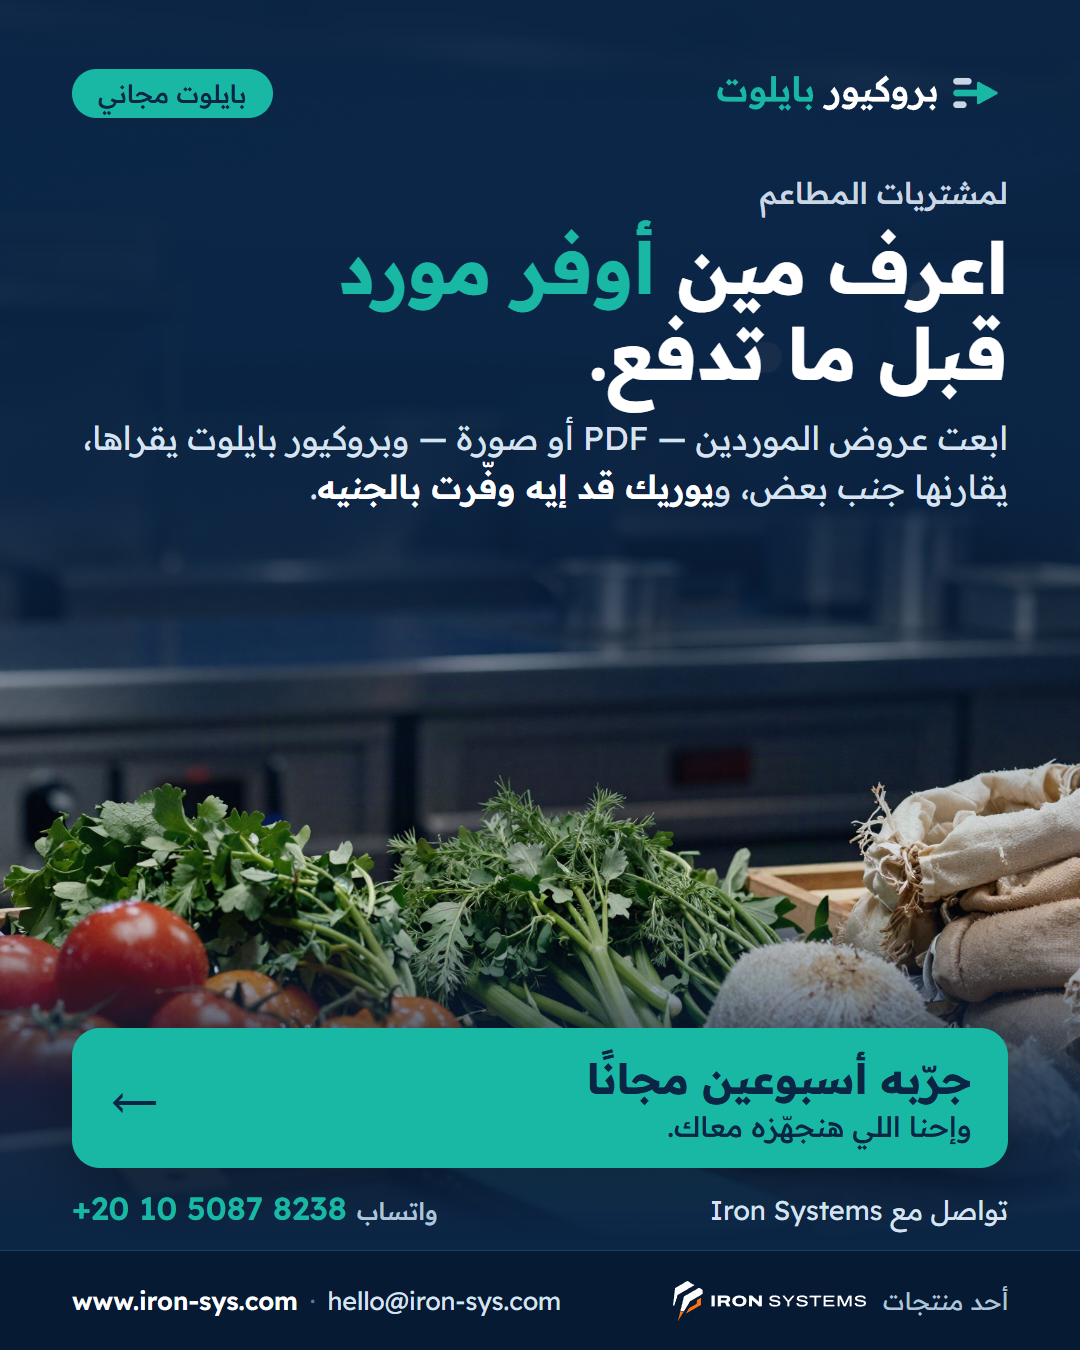 بروكيور بايلوت
بايلوت مجاني
لمشتريات المطاعم
اعرف مين أوفر مورد
قبل ما تدفع.
ابعت عروض الموردين — PDF أو صورة — وبروكيور بايلوت يقراها،
يقارنها جنب بعض، ويوريك قد إيه وفّرت بالجنيه.
جرّبه أسبوعين مجانًا
وإحنا اللي هنجهّزه معاك.
←
تواصل مع Iron Systems
واتساب +20 10 5087 8238
أحد منتجات IRON SYSTEMS
www.iron-sys.com · hello@iron-sys.com